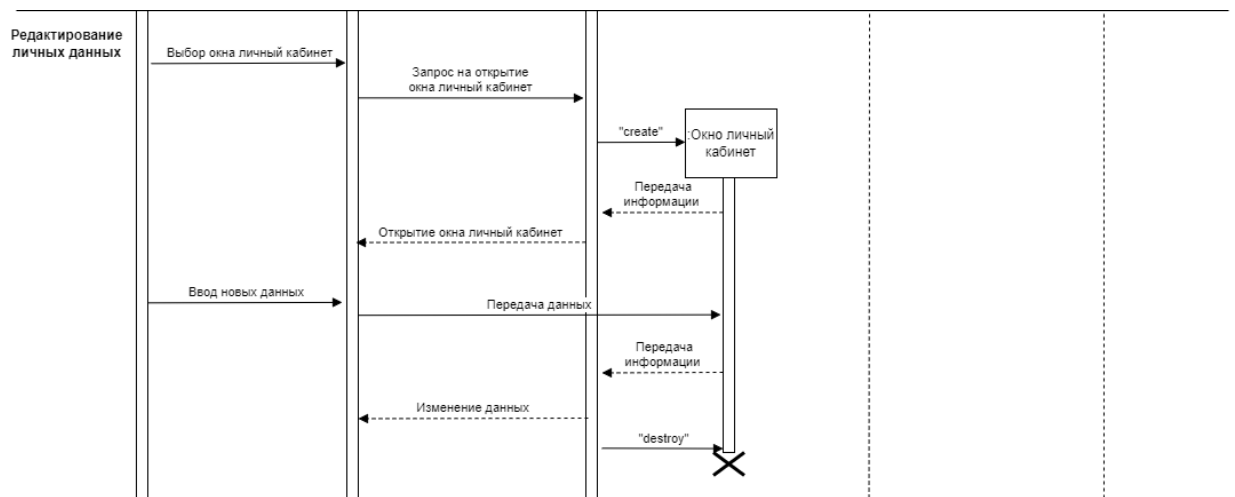 Редактирование
личных данных
Выбор окна личный кабинет
Запрос на открытие
окна личный кабинет
"create"
:Окно личный
кабинет
Передача
информации
Открытие окна личный кабинет
Ввод новых данных
Передача данных
Передача
информации
Изменение данных
"destroy"